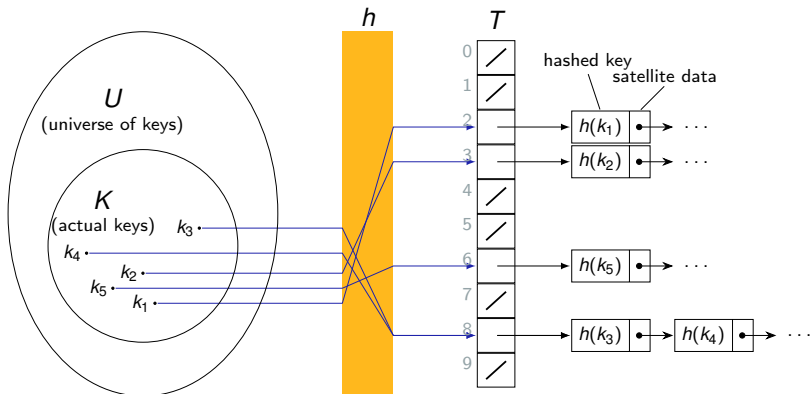 h
T
U
(universe of keys)
K
(actual keys)
k3
k4
k2
k5
k1
0
1
2
3
4
5
6
7
8
9
hashed key
satellite data
h(k1)
· · ·
h(k2)
· · ·
h(k5)
· · ·
h(k3)
h(k4)
· · ·